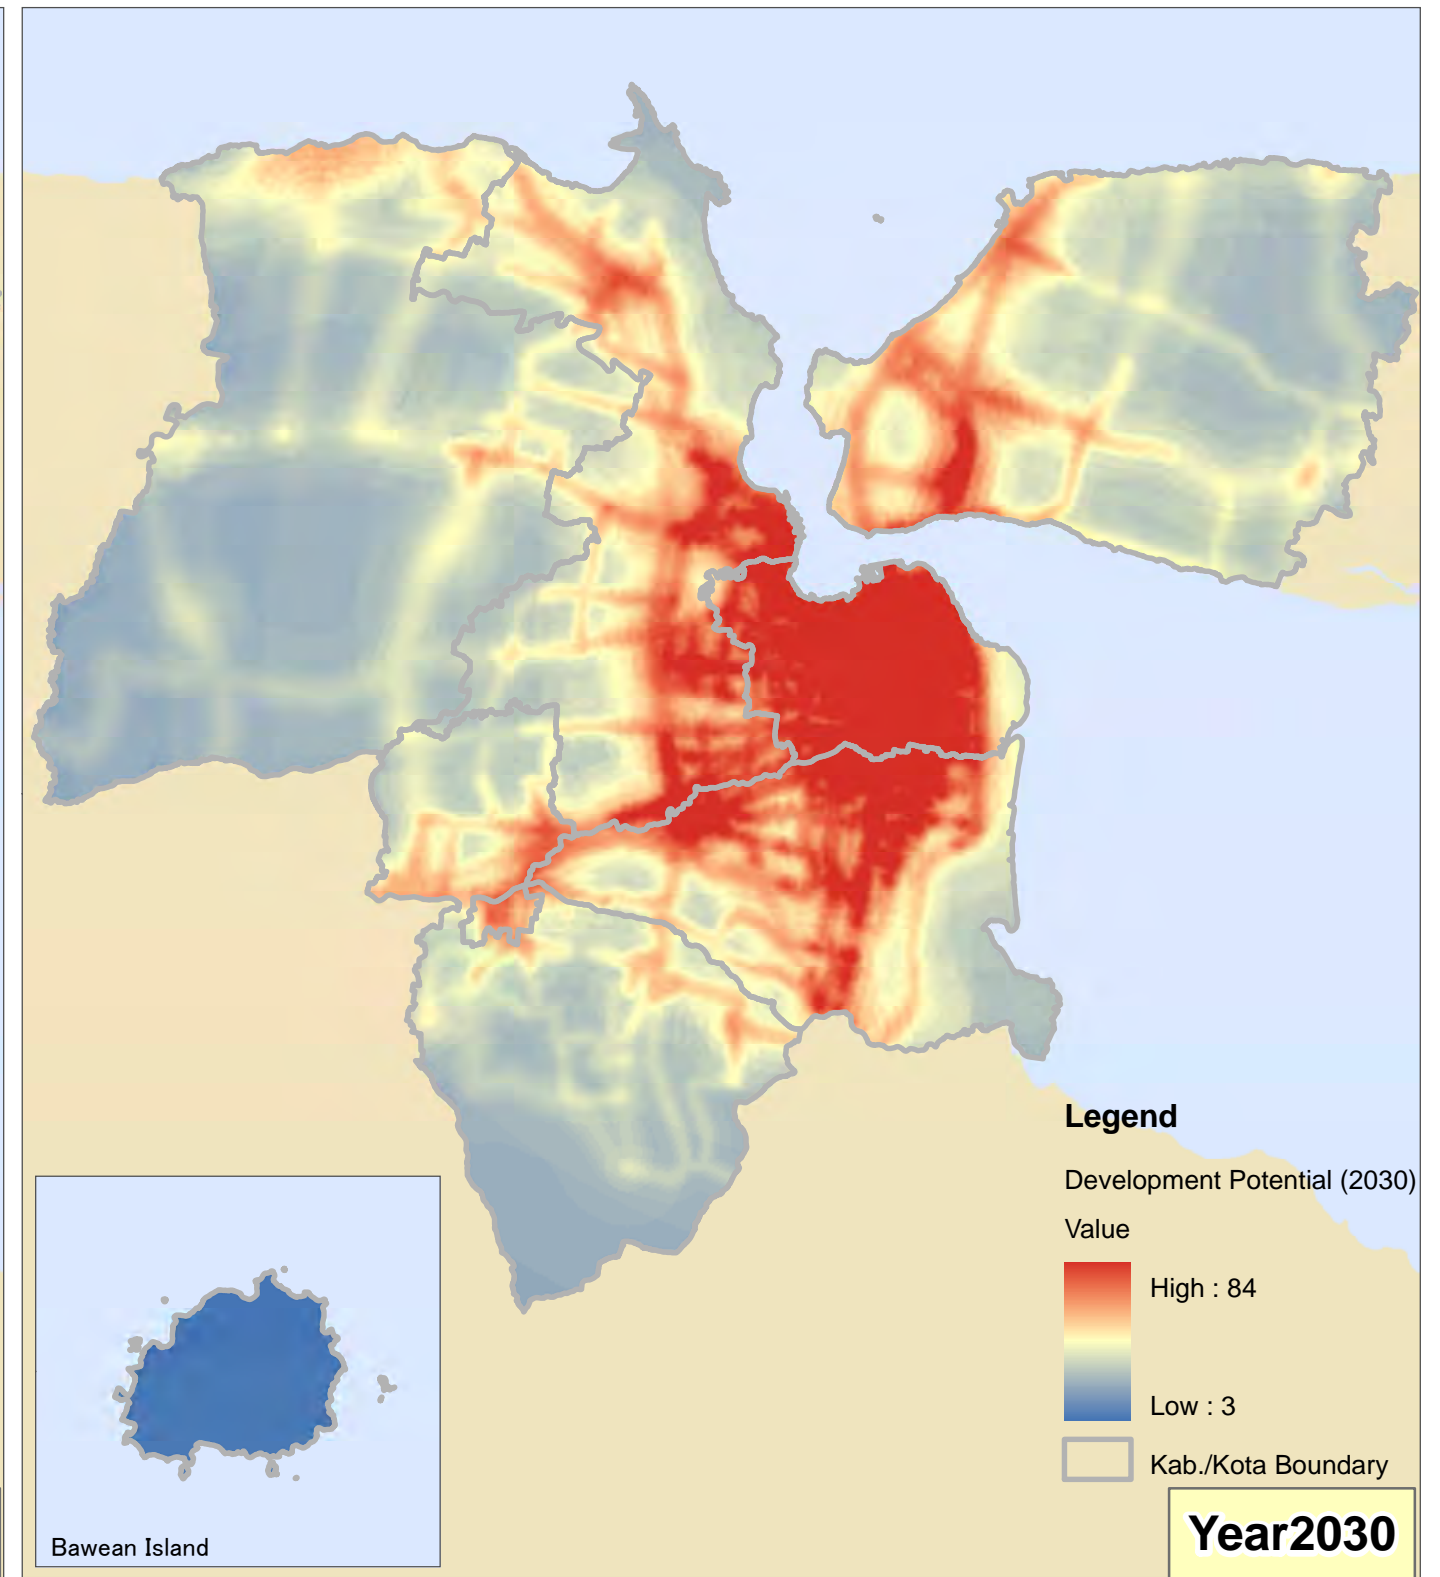 Legend
Development Potential (2030)
Value
High : 84
Low : 3
Kab./Kota Boundary
Bawean Island
Year2030